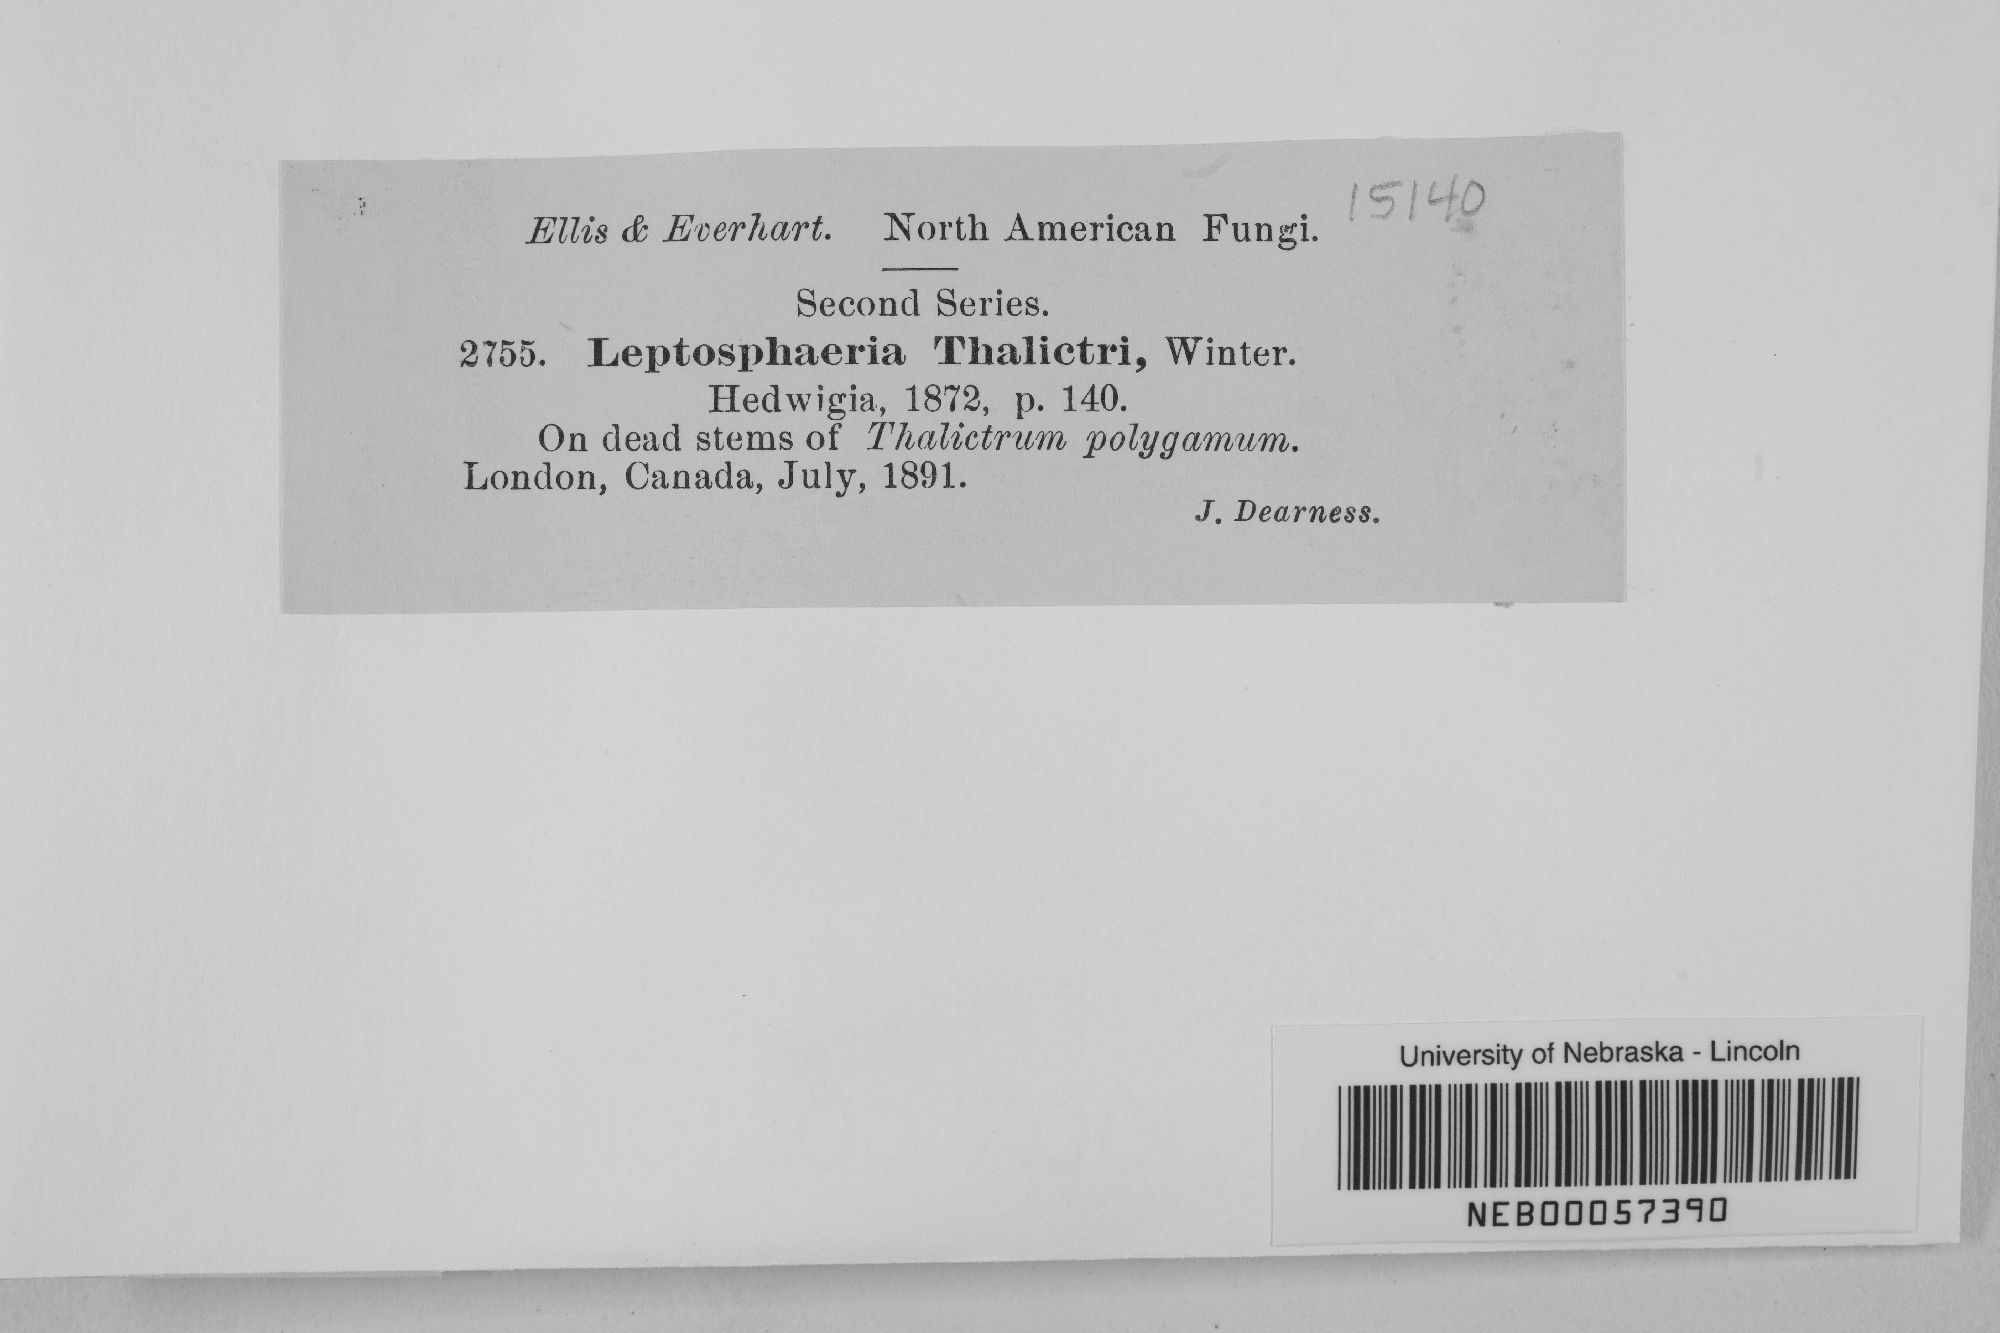 15140
Ellis & Everhart. North American Fungi.
Second Series.
2755. Leptosphaeria Thalictri, Winter.
Hedwigia, 1872, p. 140.
On dead stems of Thalictrum polygamum.
London, Canada, July, 1891.
J. Dearness.
University of Nebraska - Lincoln
NEB00057390